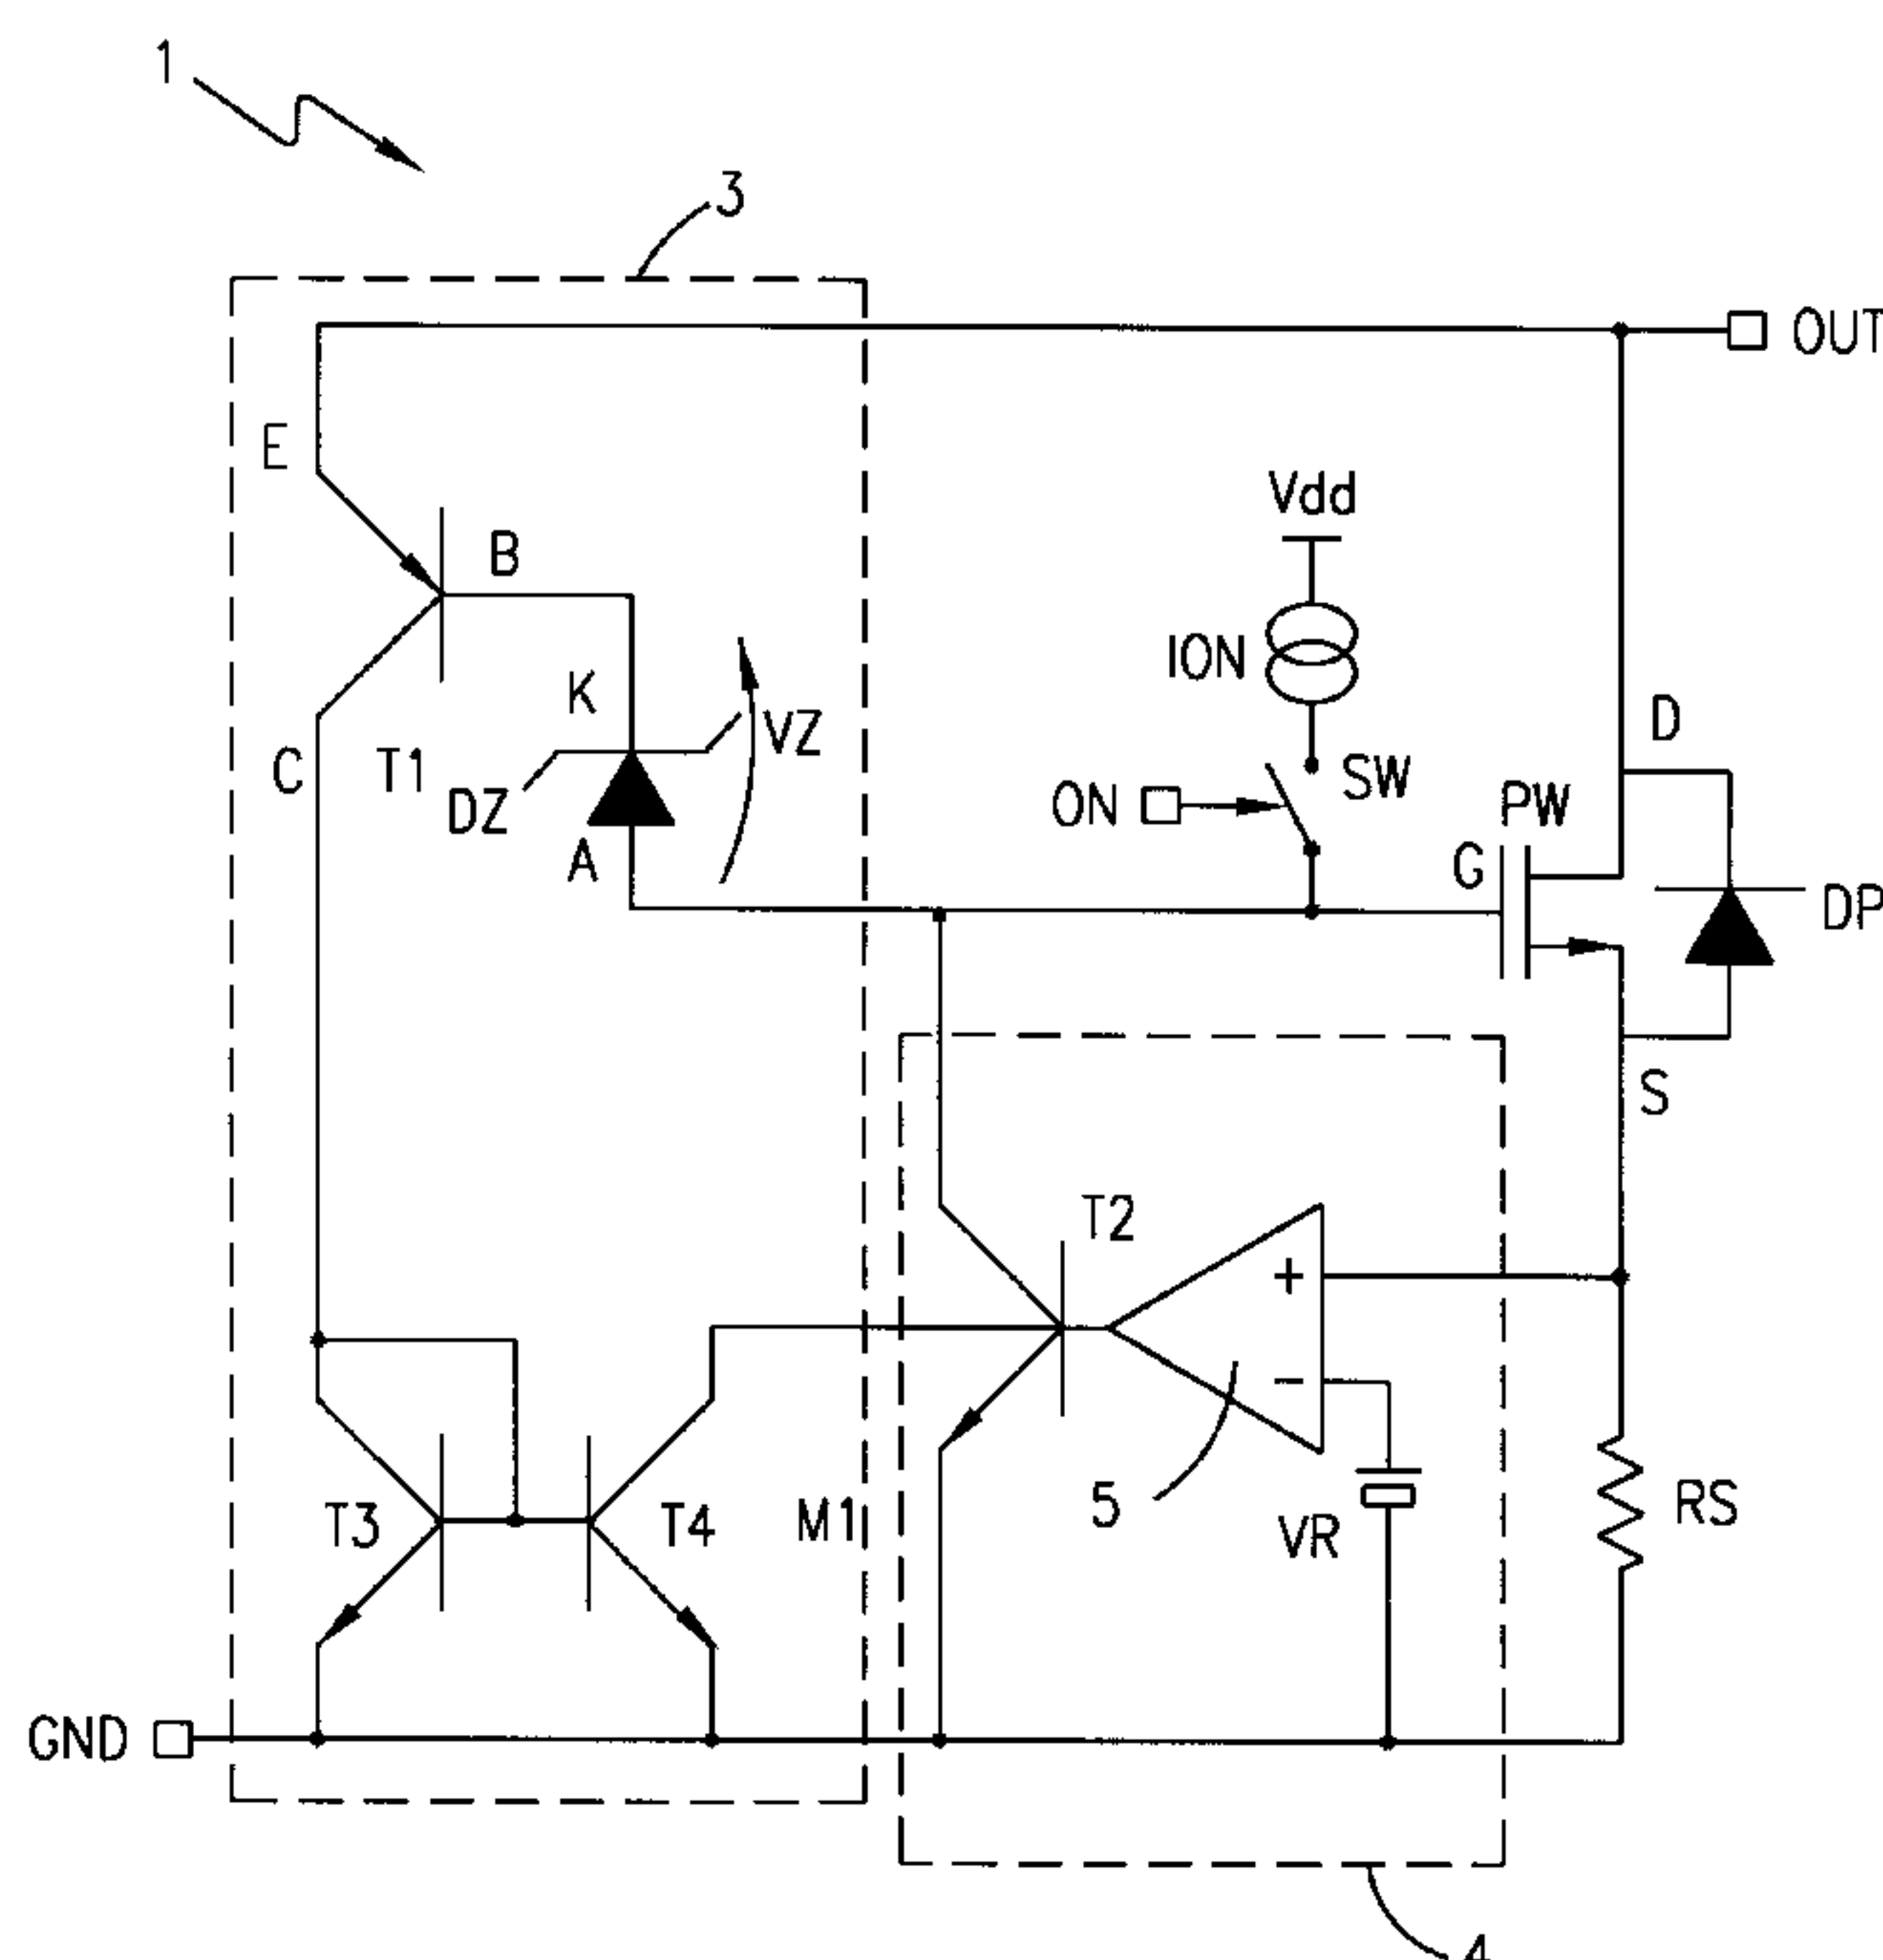 1
3
OUT
E
Vdd
B
ION
K
D
VZ
C
T1
SW
DZ
ON
PW
A
G
DP
S
T2
+
-
5
RS
T3
T4
M1
VR
GND
4